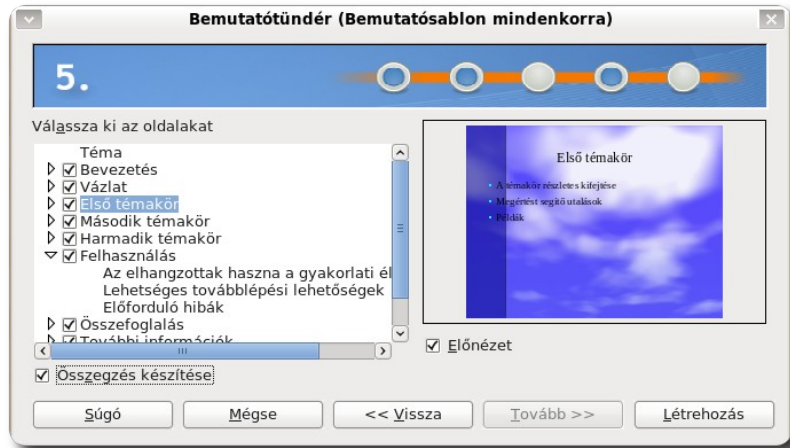 Bemutatótündér (Bemutatósablon mindenkorra)
5.
Válassza ki az oldalakat
Téma
Bevezetés
Vázlat
Első témakör
Második témakör
Harmadik témakör
Felhasználás
Az elhangzottak haszna a gyakorlati él
Lehetséges továbblépési lehetőségek
Előforduló hibák
Összefoglalás
További információk
Összegzés készítése
Első témakör
A témakör részletes kifejtése
Megértést segítő utalások
Példák
Előnézet
Súgó
Mégse
<< Vissza
Tovább >>
Létrehozás